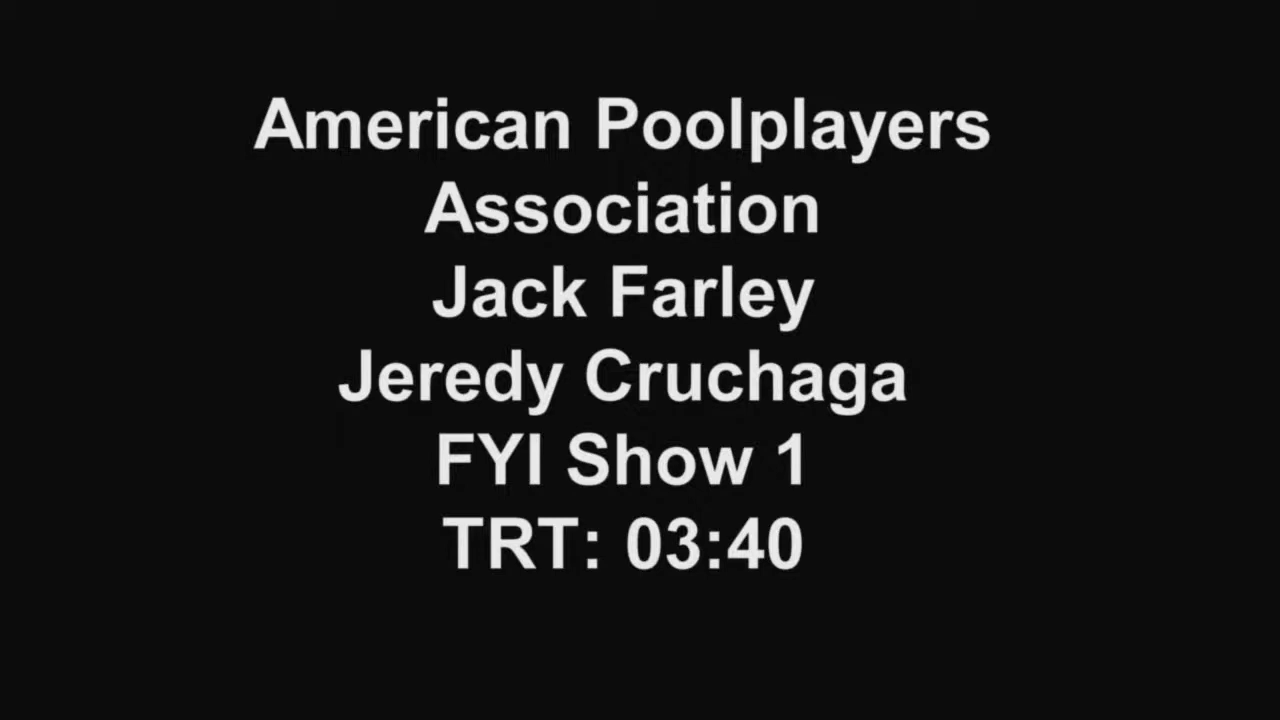 American Poolplayers
Association
Jack Farley
Jeredy Cruchaga
FYI Show 1
TRT: 03:40